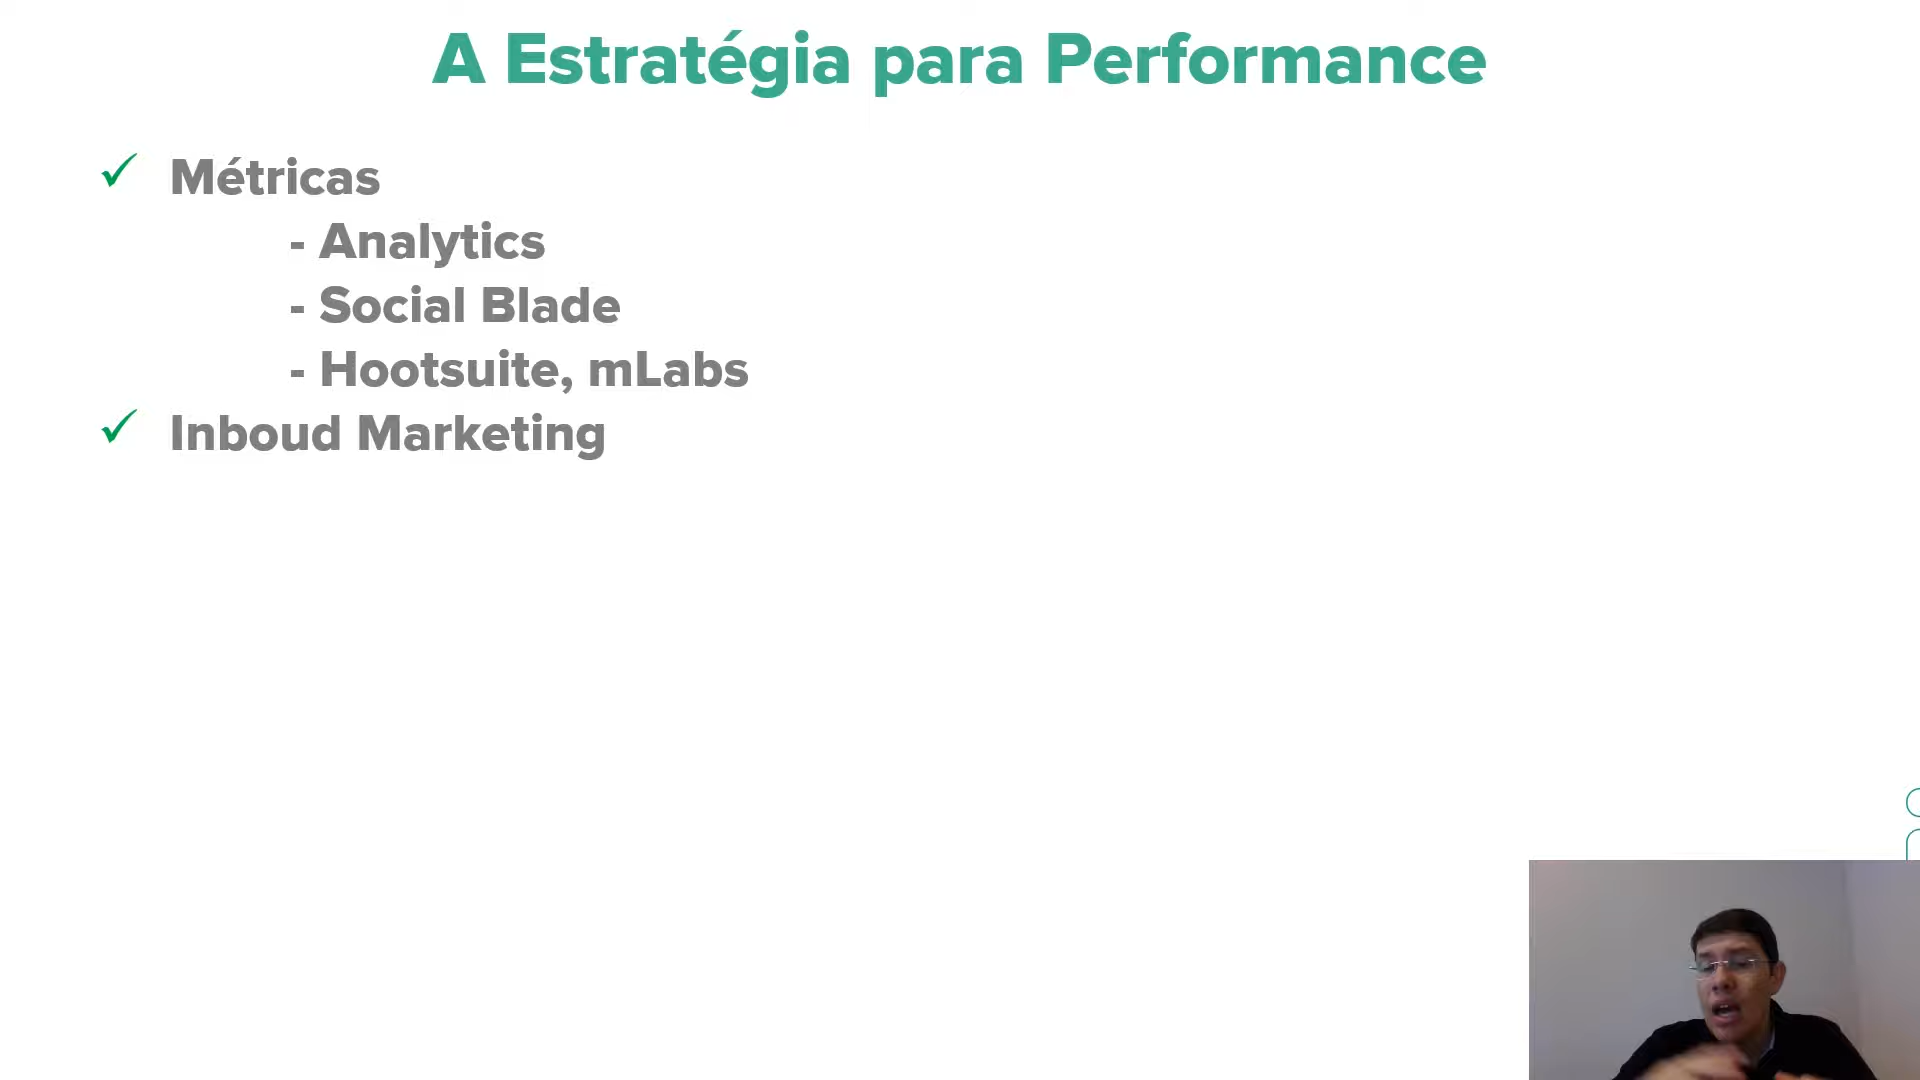 A Estratégia para Performance
✓ Métricas
- Analytics
- Social Blade
- Hootsuite, mLabs
✓ Inboud Marketing